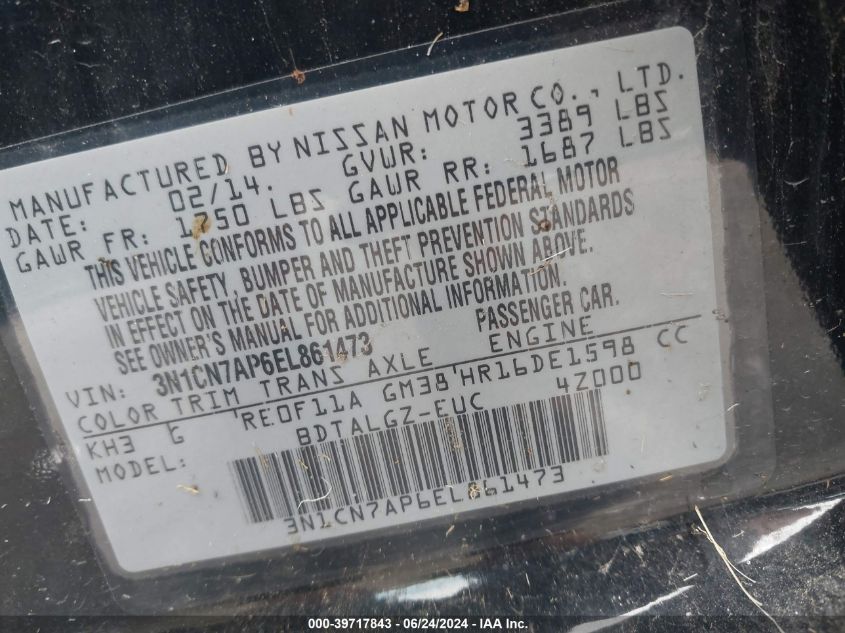 MANUFACTURED BY NISSAN MOTOR CO., LTD.
DATE: 02/14. GVWR: 3389 LBS
GAWR FR: 1750 LBS GAWR RR: 1687 LBS
THIS VEHICLE CONFORMS TO ALL APPLICABLE FEDERAL MOTOR
VEHICLE SAFETY, BUMPER AND THEFT PREVENTION STANDARDS
IN EFFECT ON THE DATE OF MANUFACTURE SHOWN ABOVE.
SEE OWNER'S MANUAL FOR ADDITIONAL INFORMATION.
VIN: 3N1CN7AP6EL861473 PASSENGER CAR.
COLOR TRIM TRANS AXLE ENGINE
KH3 G RE0F11A GM38 HR16DE1598 CC
MODEL: BDTALGZ-EUC 4Z000
3N1CN7AP6EL861473
000-39717843 / 06/24/2024 - IAA Inc.